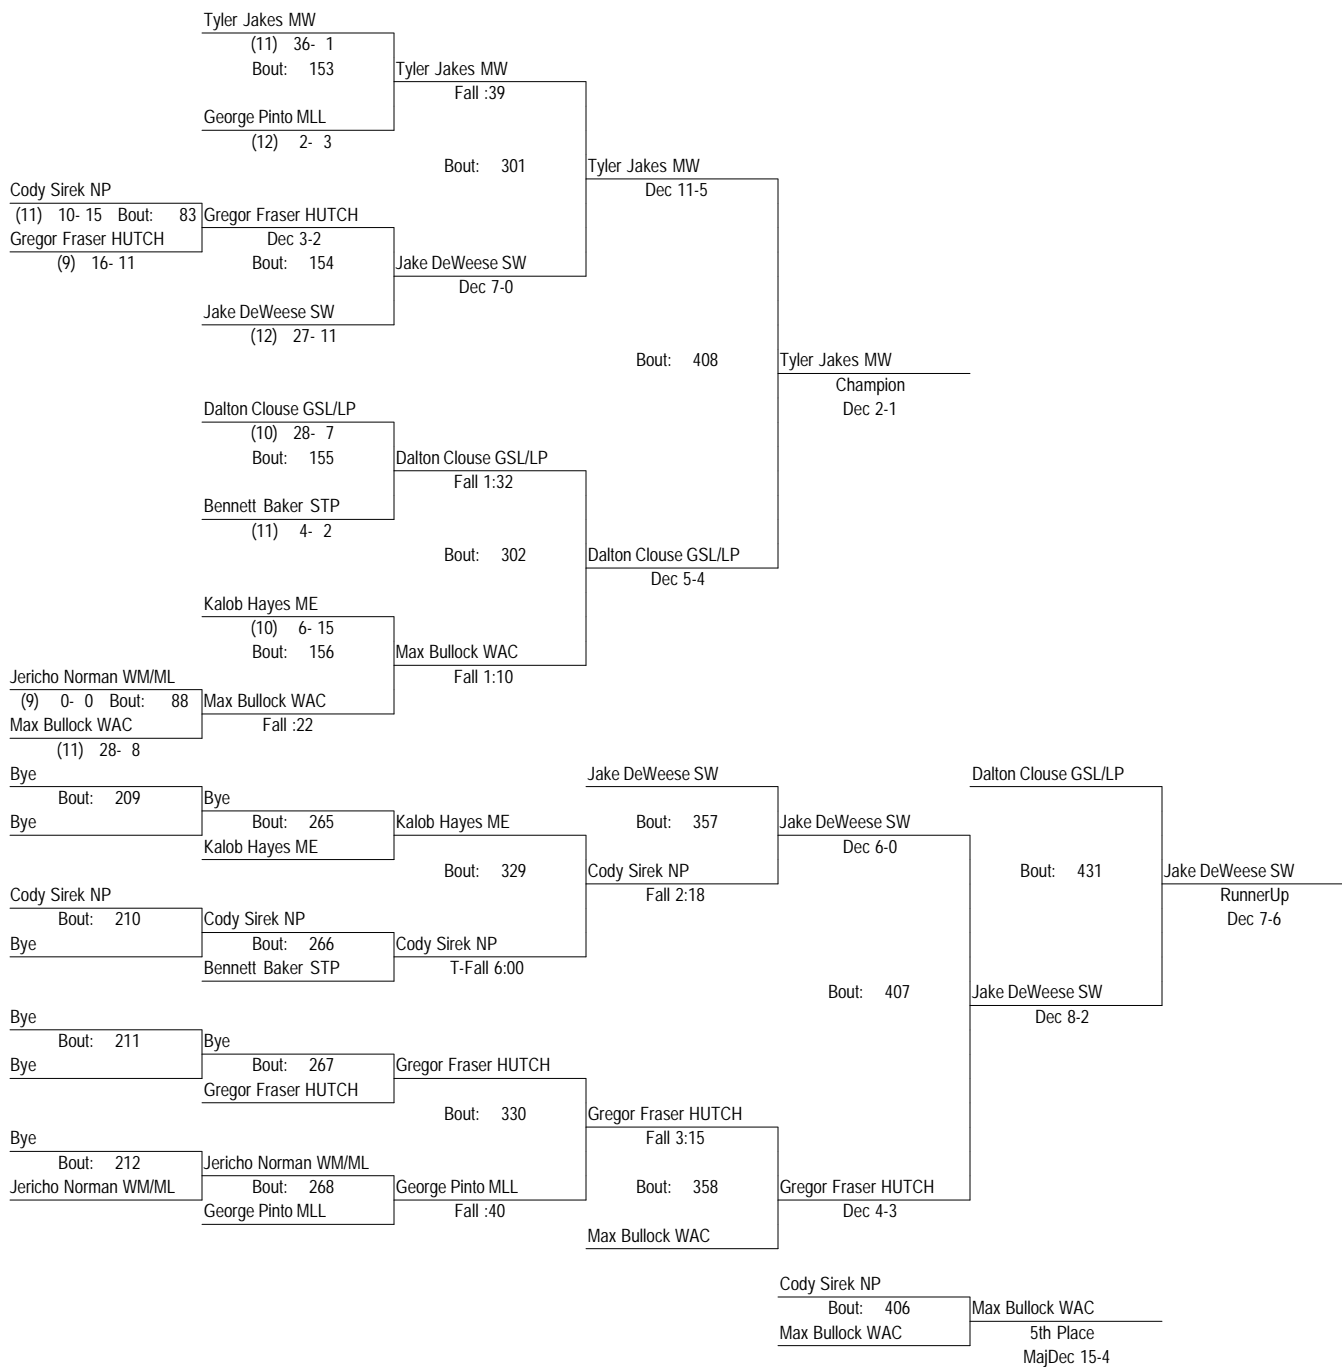 Tyler Jakes MW
(11) 36- 1
Bout: 153
Tyler Jakes MW
Fall :39
George Pinto MLL
(12) 2- 3
Bout: 301
Tyler Jakes MW
Dec 11-5
Cody Sirek NP
(11) 10- 15 Bout: 83
Gregor Fraser HUTCH
Gregor Fraser HUTCH
Dec 3-2
(9) 16- 11
Bout: 154
Jake DeWeese SW
Dec 7-0
Jake DeWeese SW
(12) 27- 11
Bout: 408
Tyler Jakes MW
Champion
Dec 2-1
Dalton Clouse GSL/LP
(10) 28- 7
Bout: 155
Dalton Clouse GSL/LP
Fall 1:32
Bennett Baker STP
(11) 4- 2
Bout: 302
Dalton Clouse GSL/LP
Dec 5-4
Kalob Hayes ME
(10) 6- 15
Bout: 156
Max Bullock WAC
Fall 1:10
Jericho Norman WM/ML
(9) 0- 0 Bout: 88
Max Bullock WAC
Max Bullock WAC
Fall :22
(11) 28- 8
Bye
Bout: 209
Bye
Bye
Bout: 265
Kalob Hayes ME
Kalob Hayes ME
Jake DeWeese SW
Bout: 357
Jake DeWeese SW
Dec 6-0
Dalton Clouse GSL/LP
Bout: 329
Cody Sirek NP
Fall 2:18
Bout: 431
Jake DeWeese SW
RunnerUp
Dec 7-6
Cody Sirek NP
Bout: 210
Bye
Cody Sirek NP
Bout: 266
Bennett Baker STP
Cody Sirek NP
T-Fall 6:00
Bout: 407
Jake DeWeese SW
Dec 8-2
Bye
Bout: 211
Bye
Bye
Bout: 267
Gregor Fraser HUTCH
Gregor Fraser HUTCH
Bout: 330
Gregor Fraser HUTCH
Fall 3:15
Bye
Bout: 212
Jericho Norman WM/ML
Jericho Norman WM/ML
Bout: 268
George Pinto MLL
George Pinto MLL
Fall :40
Bout: 358
Gregor Fraser HUTCH
Dec 4-3
Max Bullock WAC
Cody Sirek NP
Bout: 406
Max Bullock WAC
Max Bullock WAC
5th Place
MajDec 15-4